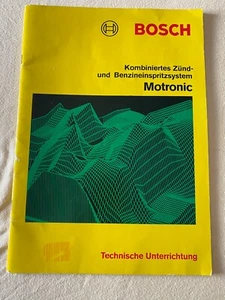 BOSCH
Kombiniertes Zünd-
und Benzineinspritzsystem
Motronic
Technische Unterrichtung